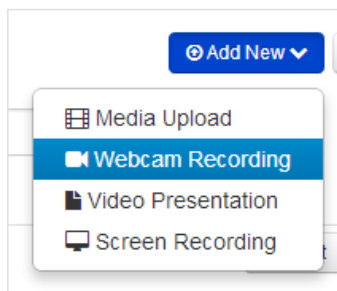 Add New
Media Upload
Webcam Recording
Video Presentation
Screen Recording